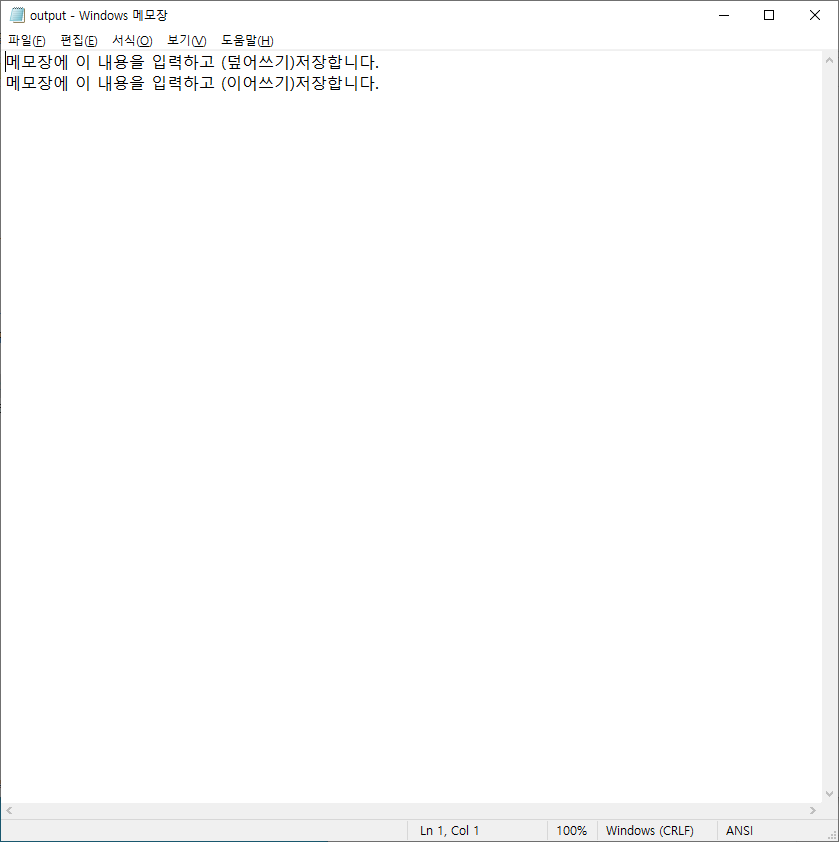 output - Windows 메모장
파일(F) 편집(E) 서식(O) 보기(V) 도움말(H)
메모장에 이 내용을 입력하고 (덮어쓰기)저장합니다.
메모장에 이 내용을 입력하고 (이어쓰기)저장합니다.
Ln 1, Col 1 100% Windows (CRLF) ANSI